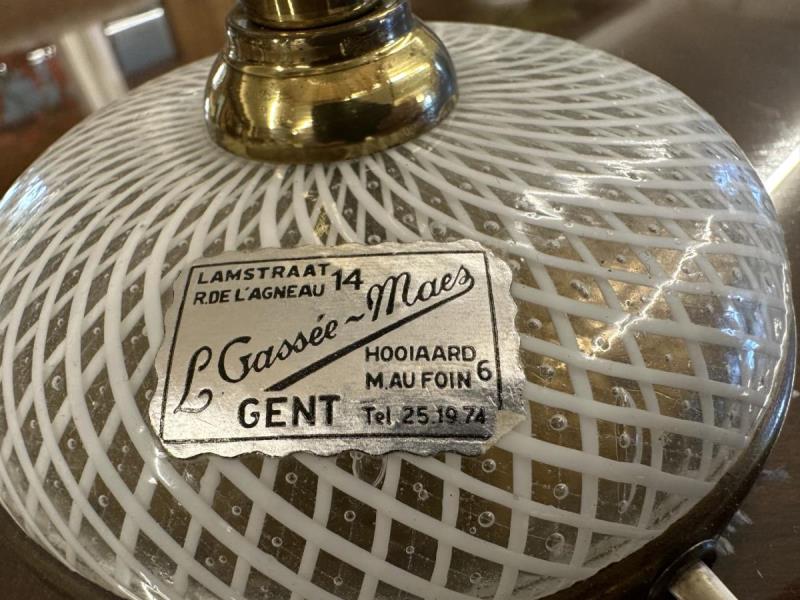 LAMSTRAAT 14
R.DE L'AGNEAU
L Gassée~Maes
HOOIAARD 6
M.AU FOIN
GENT Tel. 25.19.74